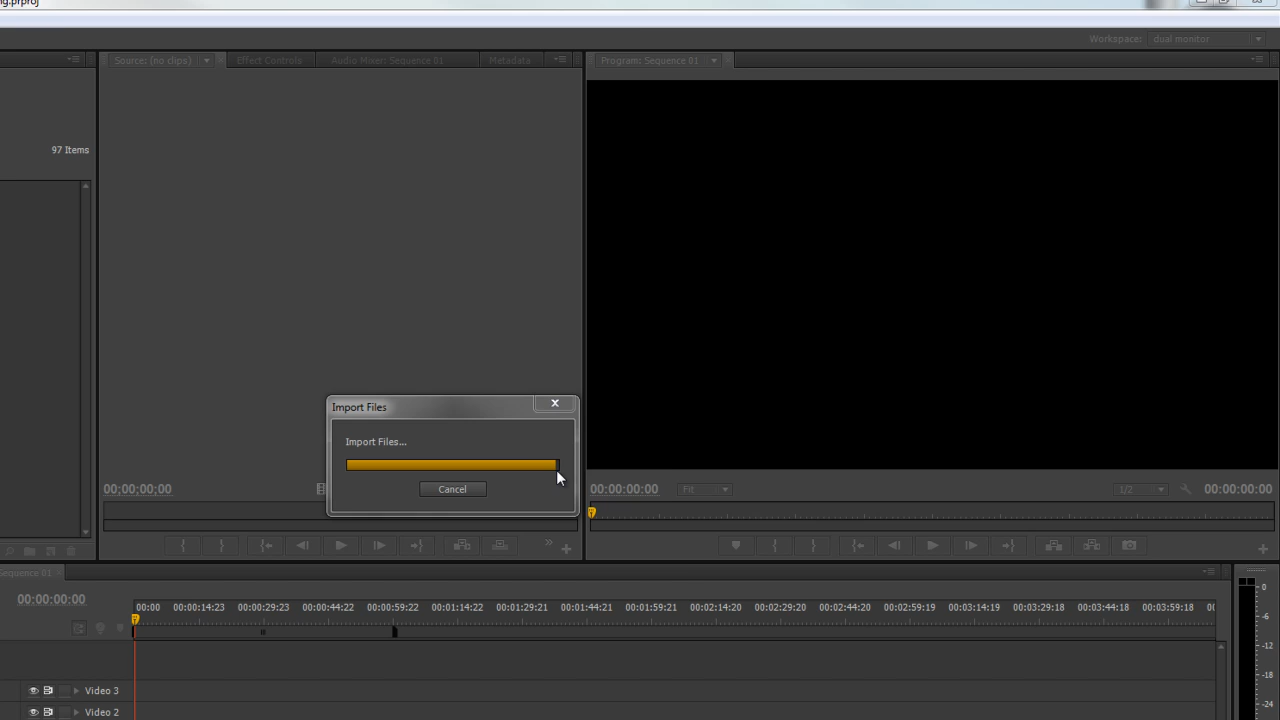 ng.prproj
Workspace: dual monitor
Source: (no clips)
Effect Controls
Audio Mixer: Sequence 01
Metadata
Program: Sequence 01
97 Items
Import Files
Import Files...
Cancel
00;00;00;00
00:00:00:00
Fit
1/2
00:00:00:00
Sequence 01
00:00:00:00
00:00
00:00:14:23
00:00:29:23
00:00:44:22
00:00:59:22
00:01:14:22
00:01:29:21
00:01:44:21
00:01:59:21
00:02:14:20
00:02:29:20
00:02:44:20
00:02:59:19
00:03:14:19
00:03:29:18
00:03:44:18
00:03:59:18
0
-6
-12
-18
-24
Video 3
Video 2